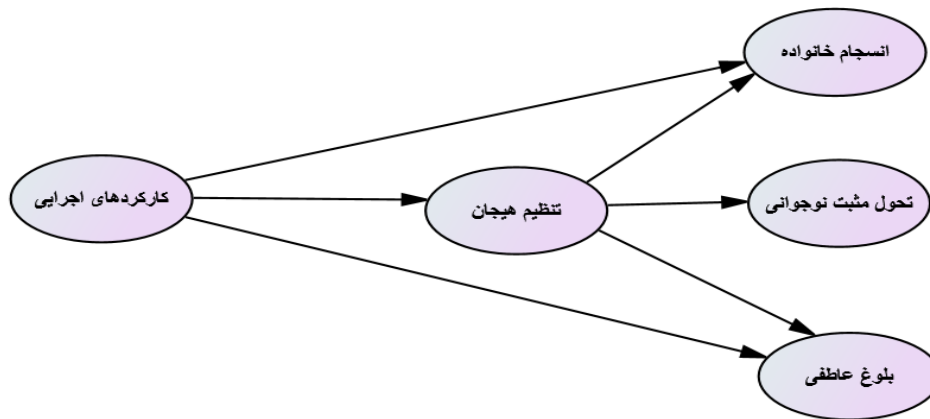 انسجام خانواده
کارکردهای اجرایی
تنظیم هیجان
تحول مثبت نوجوانی
بلوغ عاطفی